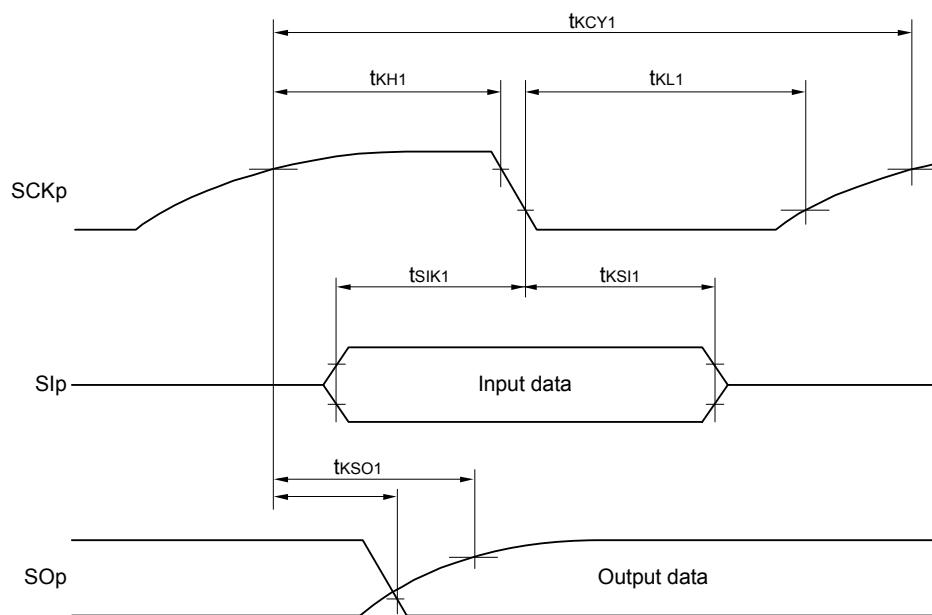 tKCY1
tKH1
tKL1
SCKp
tSIK1
tKSI1
SIp
Input data
tKSO1
SOp
Output data